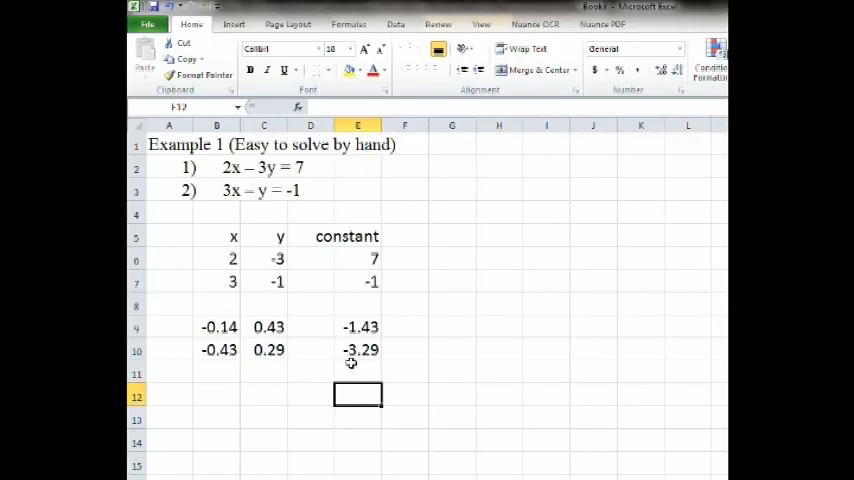 Book1 - Microsoft Excel
File Home Insert Page Layout Formulas Data Review View Nuance OCR Nuance PDF
Cut
Copy
Format Painter
Paste
Calibri 18 A A
B I U A
Wrap Text
Merge & Center
General
$ % ,
Formatting
Clipboard Font Alignment Number
E12 fx
A B C D E F G H I J K L
1 Example 1 (Easy to solve by hand)
2 1) 2x – 3y = 7
3 2) 3x – y = -1
4
5 x y constant
6 2 -3 7
7 3 -1 -1
8
9 -0.14 0.43 -1.43
10 -0.43 0.29 -3.29
11
12
13
14
15